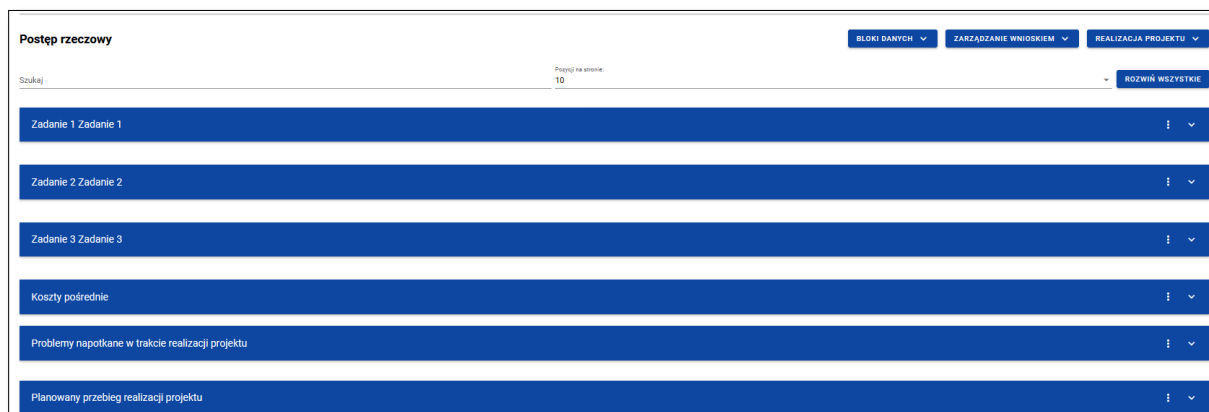 Postęp rzeczowy
BLOKI DANYCH
ZARZĄDZANIE WNIOSKIEM
REALIZACJA PROJEKTU
Szukaj
Pozycji na stronie:
10
ROZWIŃ WSZYSTKIE
Zadanie 1 Zadanie 1
Zadanie 2 Zadanie 2
Zadanie 3 Zadanie 3
Koszty pośrednie
Problemy napotkane w trakcie realizacji projektu
Planowany przebieg realizacji projektu